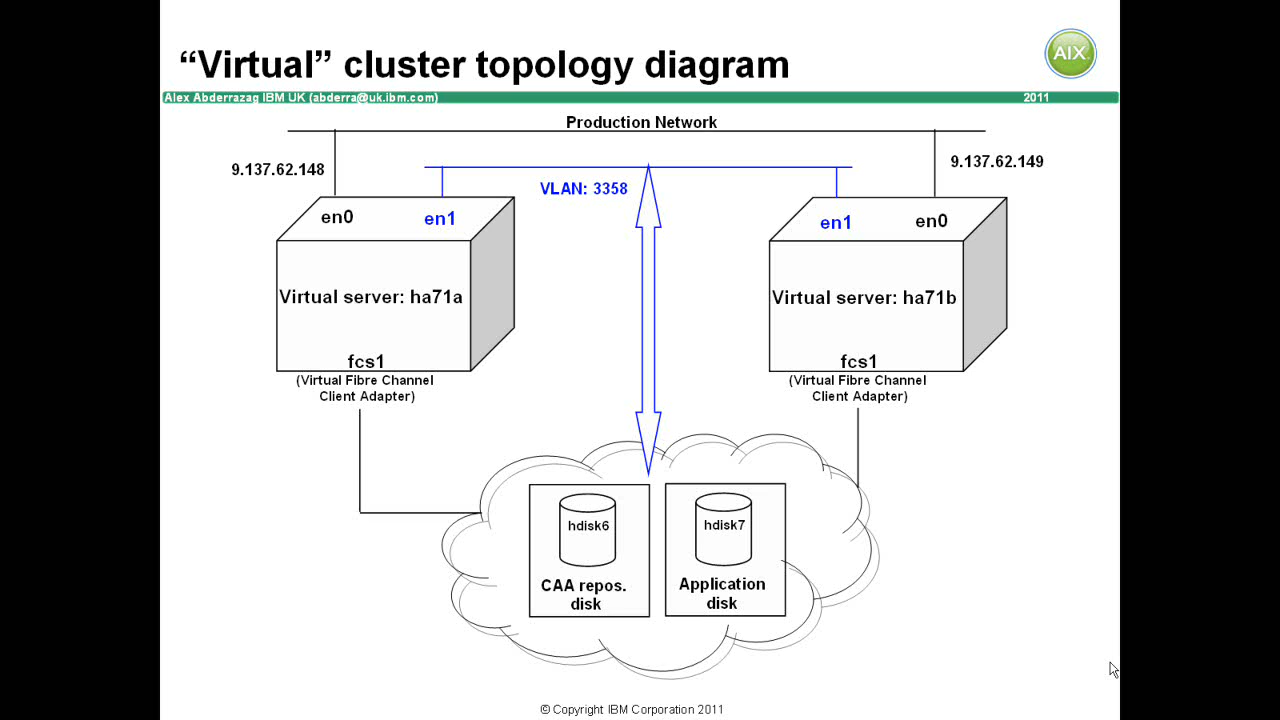 “Virtual” cluster topology diagram
AIX
Alex Abderrazag IBM UK (abderra@uk.ibm.com)
2011
Production Network
9.137.62.148
9.137.62.149
VLAN: 3358
en0
en1
en1
en0
Virtual server: ha71a
Virtual server: ha71b
fcs1
(Virtual Fibre Channel
Client Adapter)
fcs1
(Virtual Fibre Channel
Client Adapter)
hdisk6
CAA repos.
disk
hdisk7
Application
disk
© Copyright IBM Corporation 2011